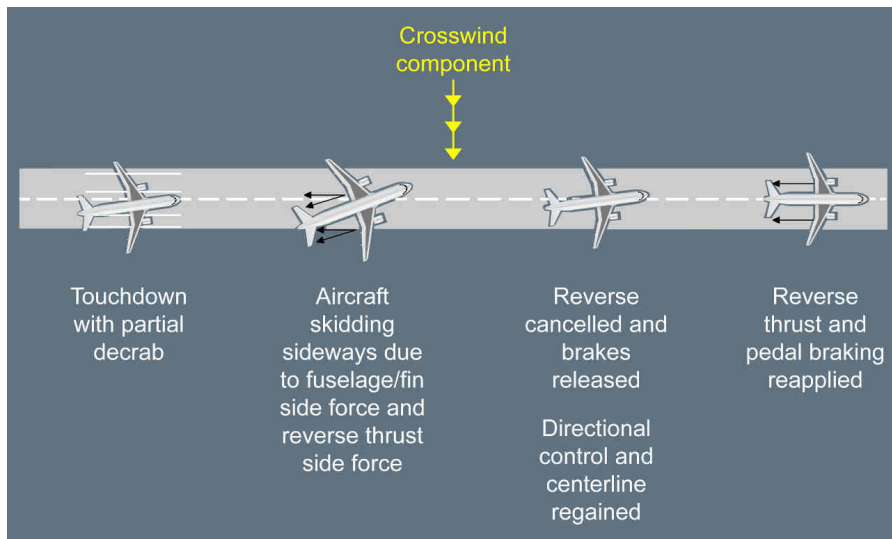 Crosswind
component
Touchdown
with partial
decrab
Aircraft
skidding
sideways due
to fuselage/fin
side force and
reverse thrust
side force
Reverse
cancelled and
brakes
released
Directional
control and
centerline
regained
Reverse
thrust and
pedal braking
reapplied